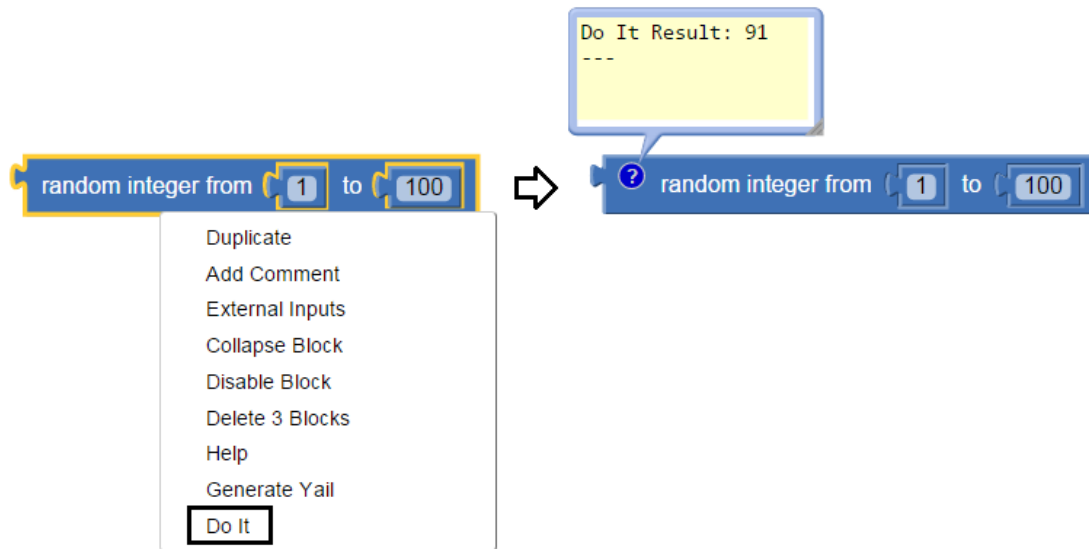 Do It Result: 91
---
random integer from 1 to 100
? random integer from 1 to 100
Duplicate
Add Comment
External Inputs
Collapse Block
Disable Block
Delete 3 Blocks
Help
Generate Yail
Do It